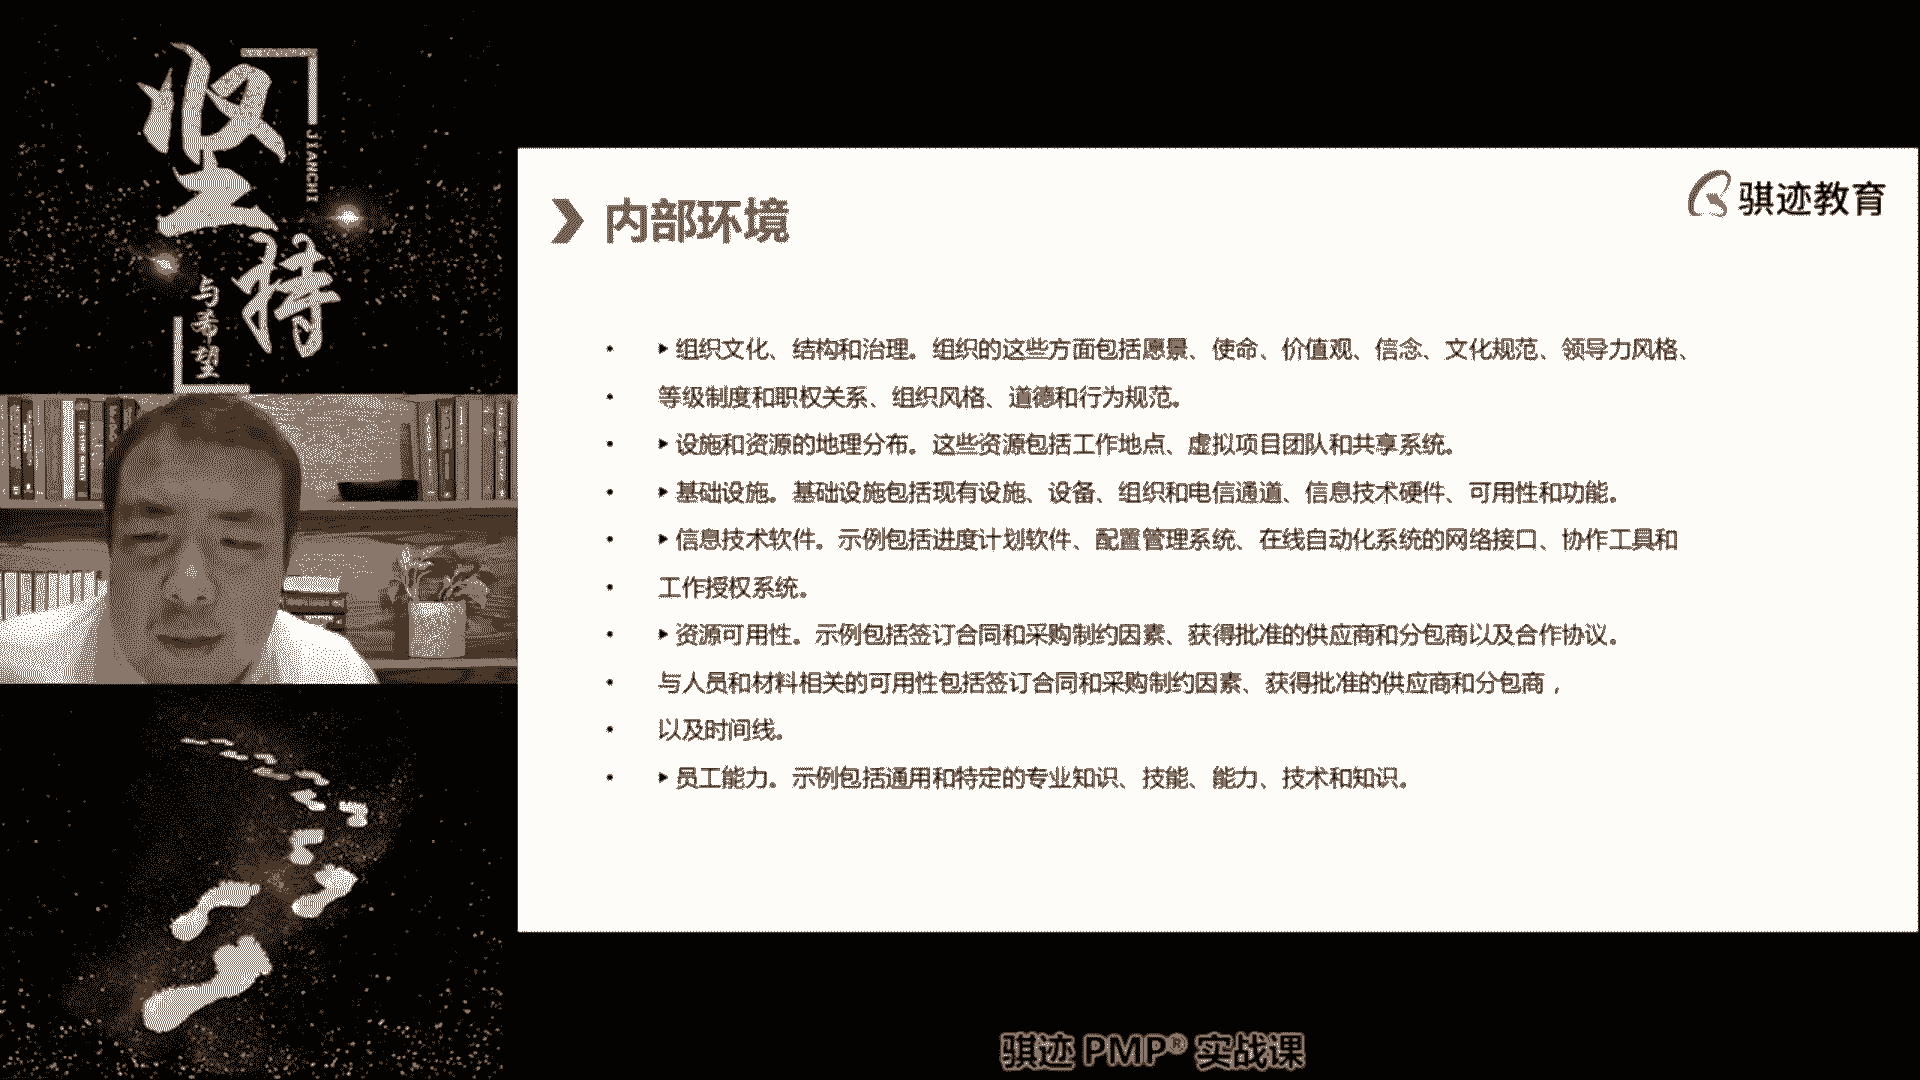 坚持
JIANCHI
与希望
骐迹教育
内部环境
• ▸ 组织文化、结构和治理。组织的这些方面包括愿景、使命、价值观、信念、文化规范、领导力风格、
• 等级制度和职权关系、组织风格、道德和行为规范。
• ▸ 设施和资源的地理分布。这些资源包括工作地点、虚拟项目团队和共享系统。
• ▸ 基础设施。基础设施包括现有设施、设备、组织和电信通道、信息技术硬件、可用性和功能。
• ▸ 信息技术软件。示例包括进度计划软件、配置管理系统、在线自动化系统的网络接口、协作工具和
• 工作授权系统。
• ▸ 资源可用性。示例包括签订合同和采购制约因素、获得批准的供应商和分包商以及合作协议。
• 与人员和材料相关的可用性包括签订合同和采购制约因素、获得批准的供应商和分包商，
• 以及时间线。
• ▸ 员工能力。示例包括通用和特定的专业知识、技能、能力、技术和知识。
骐迹 PMP® 实战课